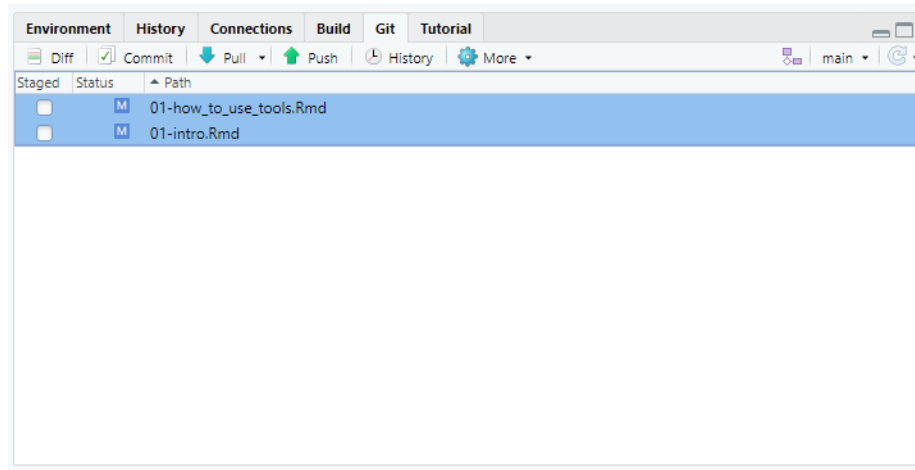 Environment History Connections Build Git Tutorial
Diff Commit Pull Push History More main
Staged Status Path
M 01-how_to_use_tools.Rmd
M 01-intro.Rmd